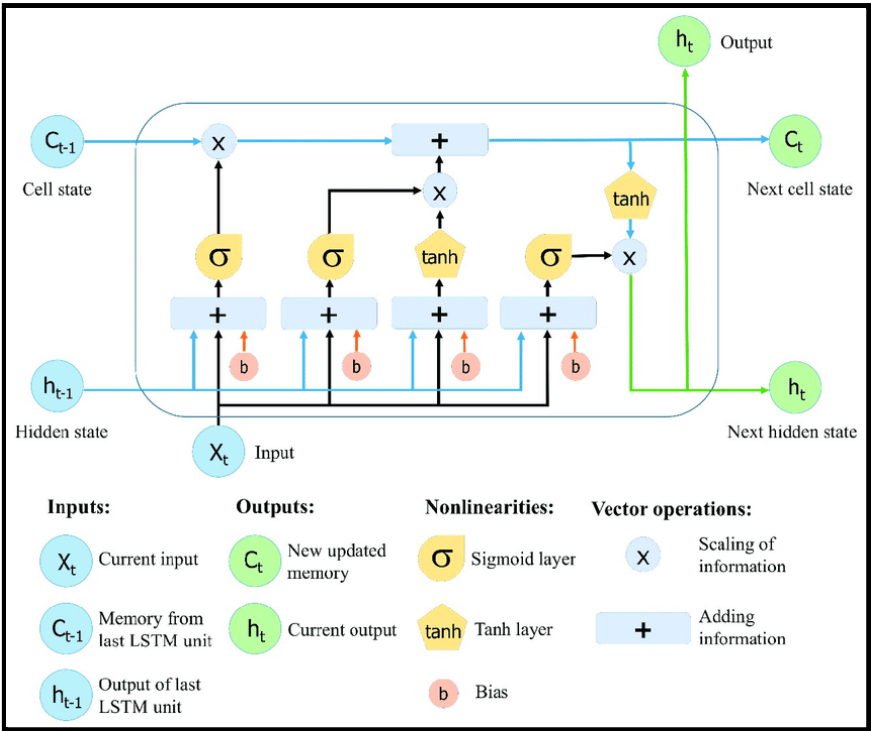 ht Output
Ct-1 x + Ct
Cell state Next cell state
tanh
x
σ σ tanh σ x
+ + + +
b b b b
ht-1 ht
Hidden state Next hidden state
Xt Input
Inputs: Outputs: Nonlinearities: Vector operations:
Xt Current input
Ct New updated
memory
σ Sigmoid layer
x Scaling of
information
Ct-1 Memory from
last LSTM unit
ht Current output
tanh Tanh layer
+ Adding
information
ht-1 Output of last
LSTM unit
b Bias